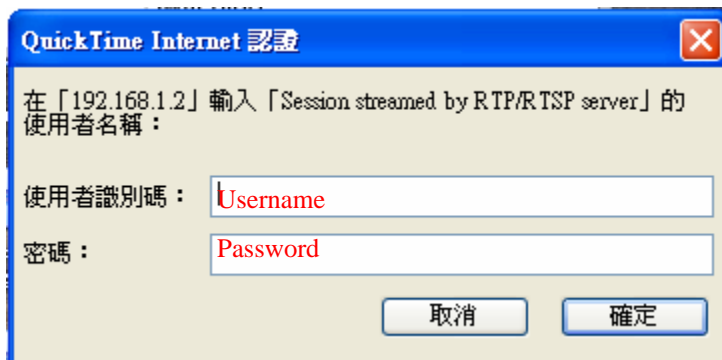 QuickTime Internet 認證
在「192.168.1.2」輸入「Session streamed by RTP/RTSP server」的
使用者名稱：
使用者識別碼： Username
密碼： Password
取消 確定